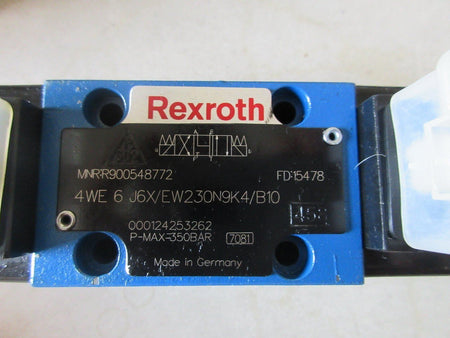 Rexroth
MNR:R900548772 FD:15478
4WE 6 J6X/EW230N9K4/B10
000124253262
P-MAX-350BAR 7081
Made in Germany